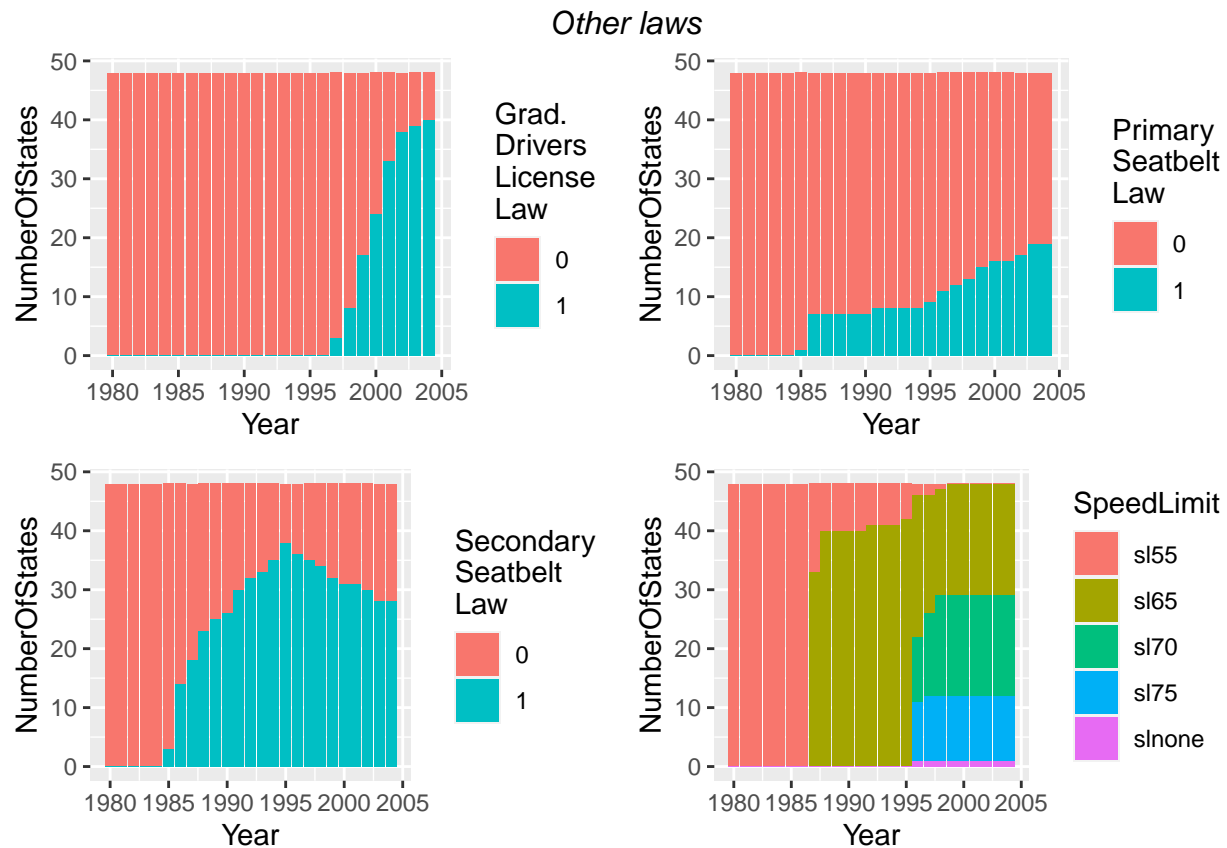 Other laws
NumberOfStates
50
40
30
20
10
0
1980 1985 1990 1995 2000 2005
Year
Grad.
Drivers
License
Law
0
1
NumberOfStates
50
40
30
20
10
0
1980 1985 1990 1995 2000 2005
Year
Primary
Seatbelt
Law
0
1
NumberOfStates
50
40
30
20
10
0
1980 1985 1990 1995 2000 2005
Year
Secondary
Seatbelt
Law
0
1
NumberOfStates
50
40
30
20
10
0
1980 1985 1990 1995 2000 2005
Year
SpeedLimit
sl55
sl65
sl70
sl75
slnone